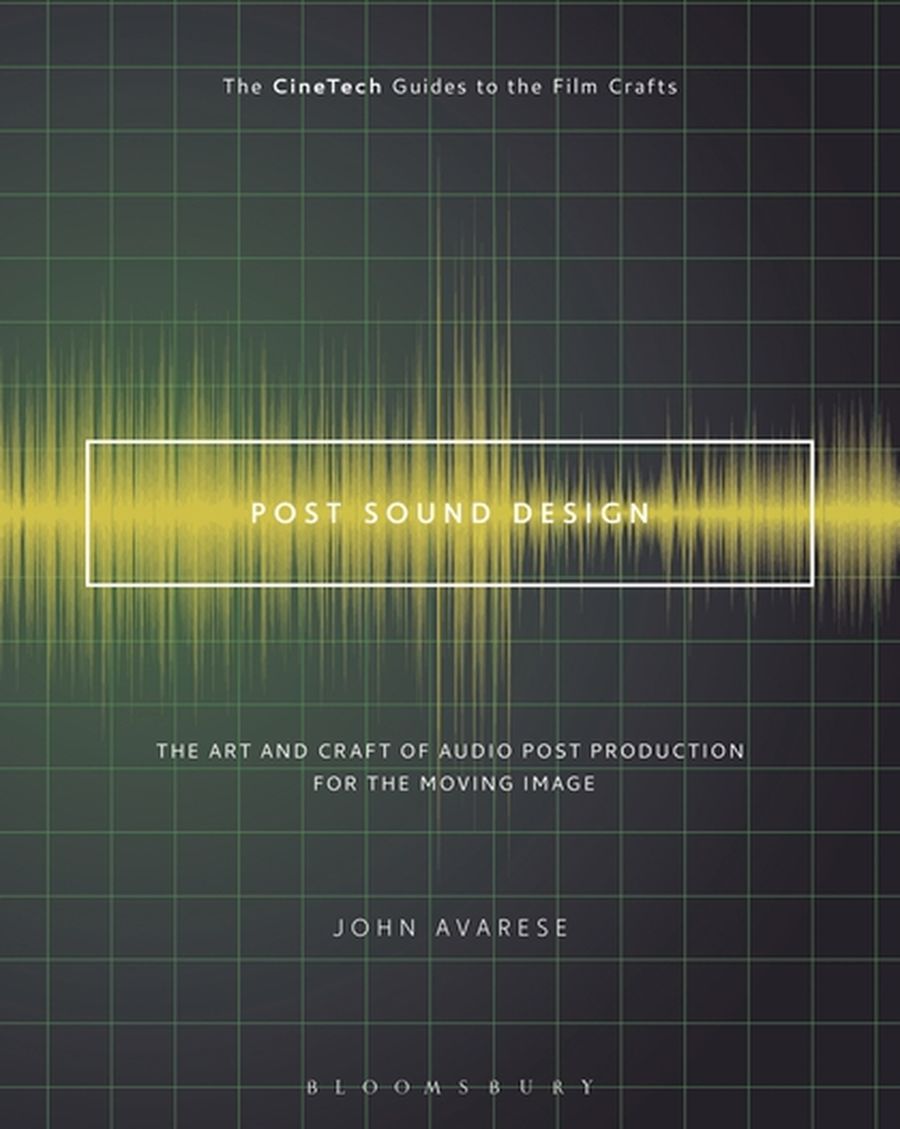 The CineTech Guides to the Film Crafts
POST SOUND DESIGN
THE ART AND CRAFT OF AUDIO POST PRODUCTION
FOR THE MOVING IMAGE
JOHN AVARESE
BLOOMSBURY